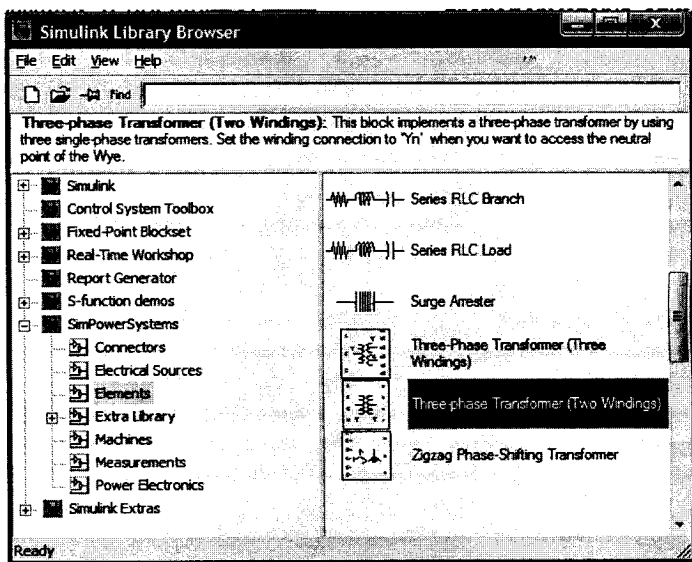 Simulink Library Browser
File Edit View Help
find
Three-phase Transformer (Two Windings): This block implements a three-phase transformer by using
three single-phase transformers. Set the winding connection to 'Yn' when you want to access the neutral
point of the Wye.
Simulink
Control System Toolbox
Fixed-Point Blockset
Real-Time Workshop
Report Generator
S-function demos
SimPowerSystems
Connectors
Electrical Sources
Elements
Extra Library
Machines
Measurements
Power Electronics
Simulink Extras
Series RLC Branch
Series RLC Load
Surge Arrester
Three-Phase Transformer (Three
Windings)
Three-phase Transformer (Two Windings)
Zigzag Phase-Shifting Transformer
Ready